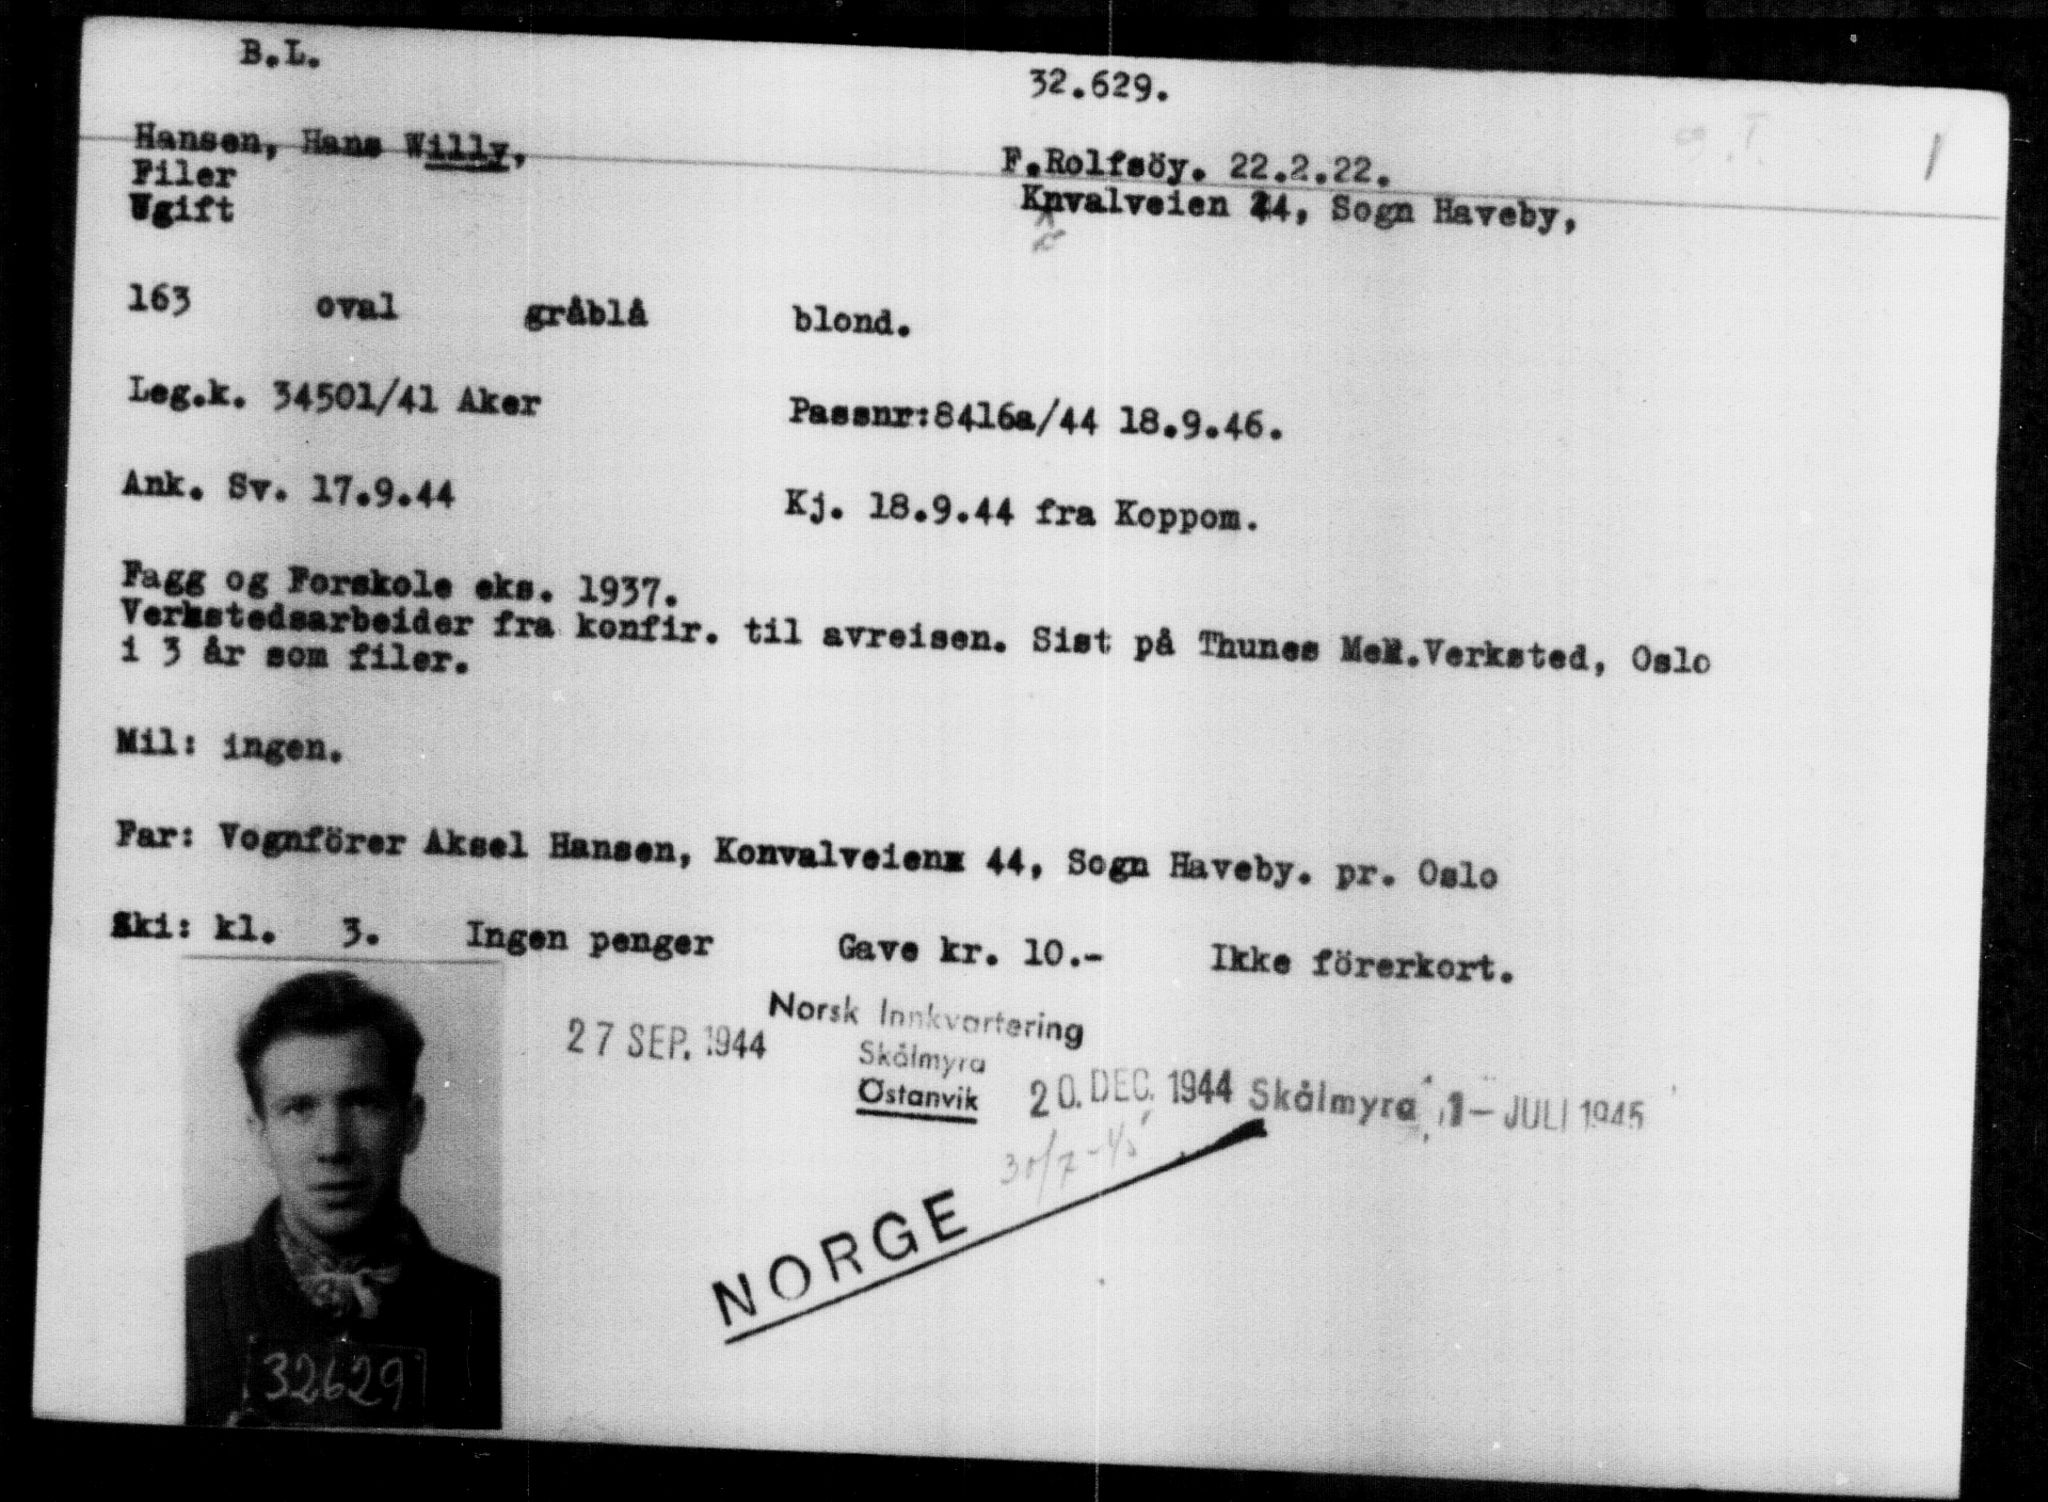 B.L.
32.629.
Hansen, Hans Willy,
F.Rolfsöy. 22.2.22.
Filer
Knvalveien 44, Sogn Haveby,
Ugift
163 oval gråblå blond.
Leg.k. 34501/41 Aker
Passnr:8416a/44 18.9.46.
Ank. Sv. 17.9.44
Kj. 18.9.44 fra Koppom.
Fagg og Forskole eks. 1937.
Verkstedsarbeider fra konfir. til avreisen. Sist på Thunes Mek.Verksted, Oslo
i 3 år som filer.
Mil: ingen.
Far: Vognförer Aksel Hansen, Konvalveien 44, Sogn Haveby. pr. Oslo
Ski: kl. 3. Ingen penger Gave kr. 10.- Ikke förerkort.
Norsk Innkvartering
27 SEP. 1944
Skålmyra
Östanvik
20. DEC. 1944 Skålmyra 1- JULI 1945
30/7-45
NORGE
32629